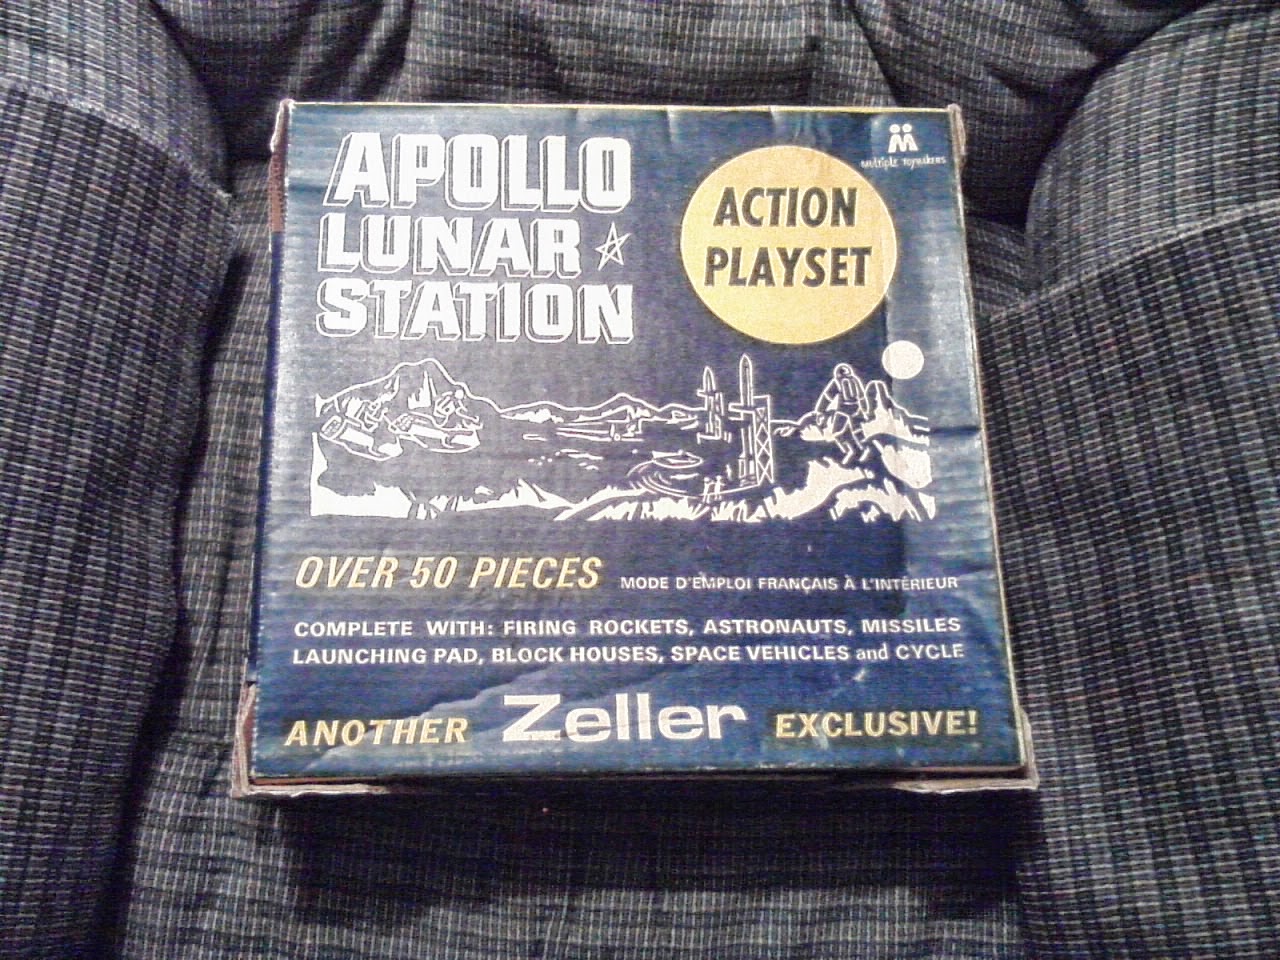 APOLLO
LUNAR
STATION
ACTION
PLAYSET
multiple toymakers
OVER 50 PIECES
MODE D'EMPLOI FRANÇAIS À L'INTÉRIEUR
COMPLETE WITH: FIRING ROCKETS, ASTRONAUTS, MISSILES
LAUNCHING PAD, BLOCK HOUSES, SPACE VEHICLES and CYCLE
ANOTHER Zeller EXCLUSIVE!